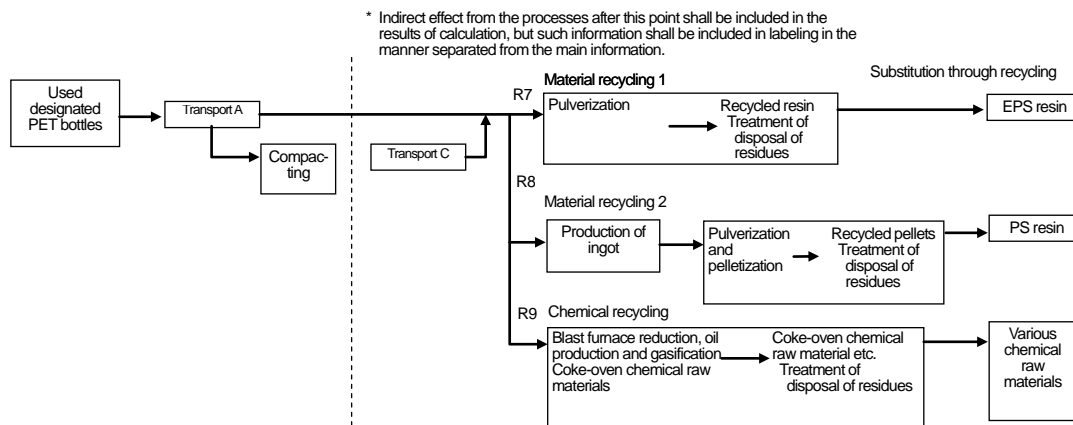 * Indirect effect from the processes after this point shall be included in the
results of calculation, but such information shall be included in labeling in the
manner separated from the main information.
Used
designated
PET bottles
Transport A
Compac-
ting
Transport C
R7
Material recycling 1
Pulverization
Recycled resin
Treatment of
disposal of
residues
Substitution through recycling
EPS resin
R8
Material recycling 2
Production of
ingot
Pulverization
and
pelletization
Recycled pellets
Treatment of
disposal of
residues
PS resin
R9
Chemical recycling
Blast furnace reduction, oil
production and gasification
Coke-oven chemical raw
materials
Coke-oven chemical
raw material etc.
Treatment of
disposal of residues
Various
chemical
raw
materials